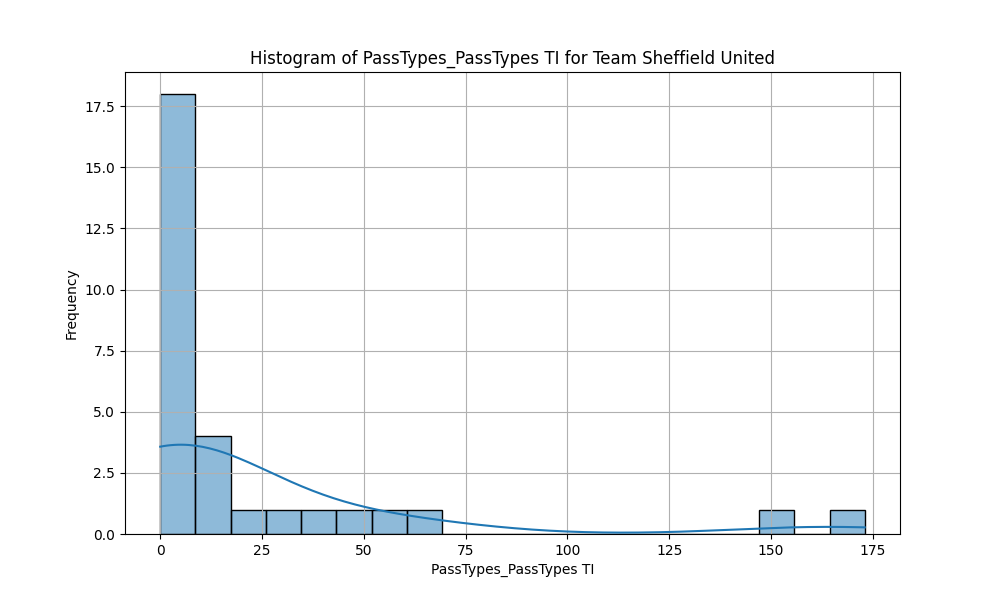 Histogram of PassTypes_PassTypes TI for Team Sheffield United
Frequency
17.5
15.0
12.5
10.0
7.5
5.0
2.5
0.0
0 25 50 75 100 125 150 175
PassTypes_PassTypes TI